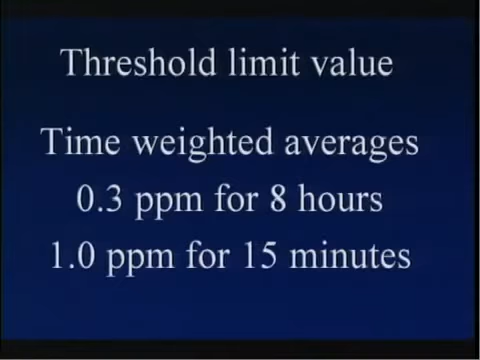 Threshold limit value
Time weighted averages
0.3 ppm for 8 hours
1.0 ppm for 15 minutes